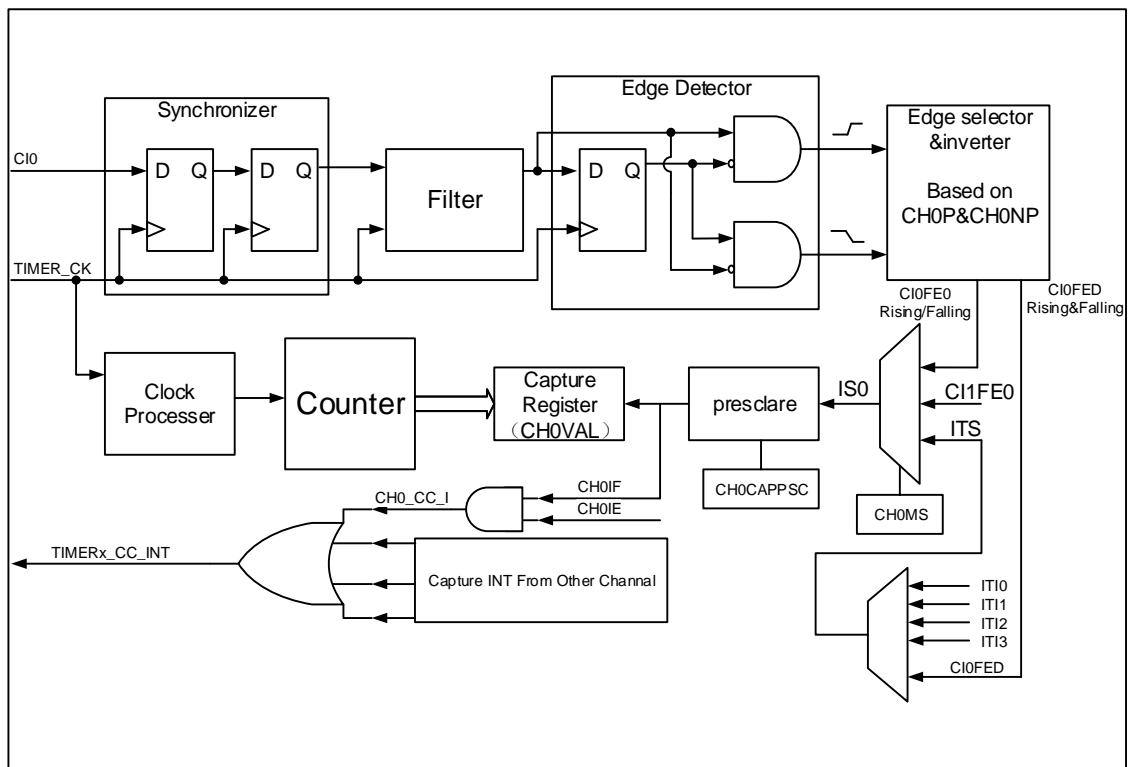 Synchronizer
Edge Detector
Edge selector
&inverter
Based on
CH0P&CH0NP
CI0
D Q
D Q
Filter
D Q
TIMER_CK
CI0FE0
Rising/Falling
CI0FED
Rising&Falling
Clock
Processer
Counter
Capture
Register
（CH0VAL）
presclare
IS0
CI1FE0
ITS
CH0CAPPSC
CH0MS
CH0IF
CH0_CC_I
CH0IE
TIMERx_CC_INT
Capture INT From Other Channal
ITI0
ITI1
ITI2
ITI3
CI0FED